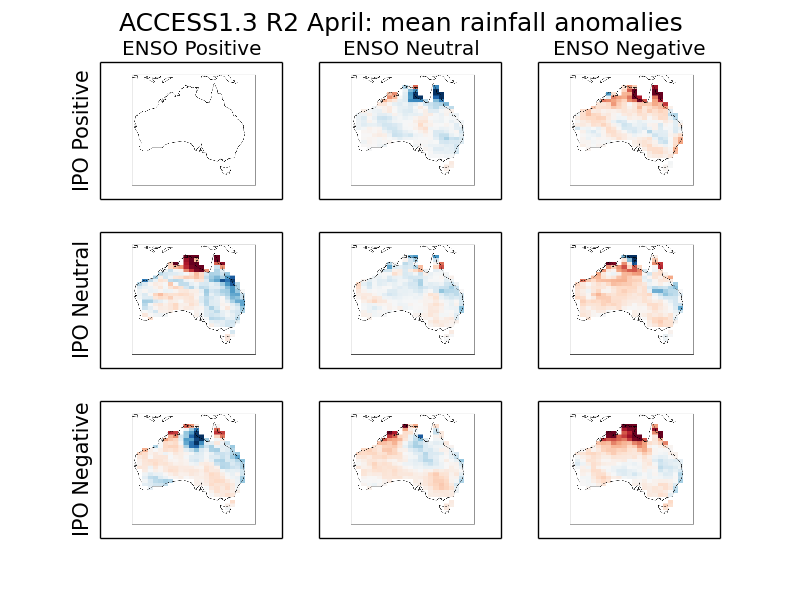 ACCESS1.3 R2 April: mean rainfall anomalies
ENSO Positive
ENSO Neutral
ENSO Negative
IPO Positive
IPO Neutral
IPO Negative